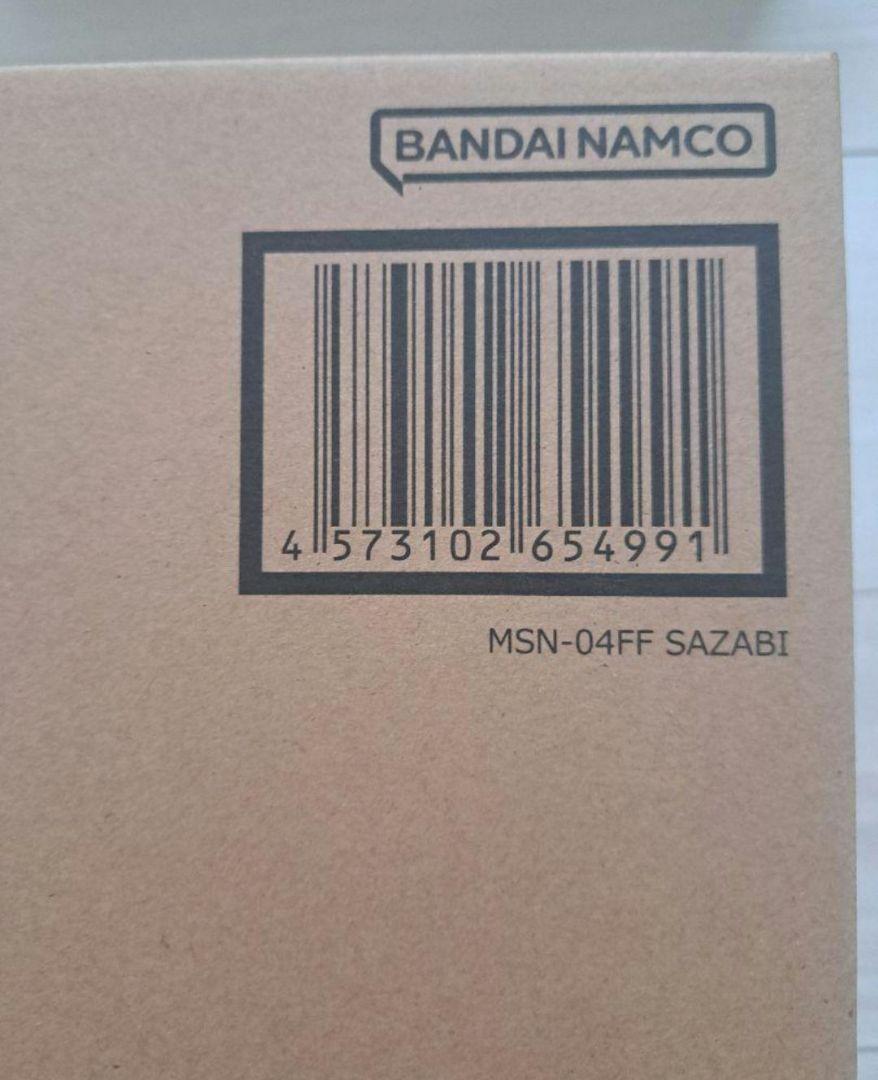 BANDAI NAMCO
4 573102 654991
MSN-04FF SAZABI